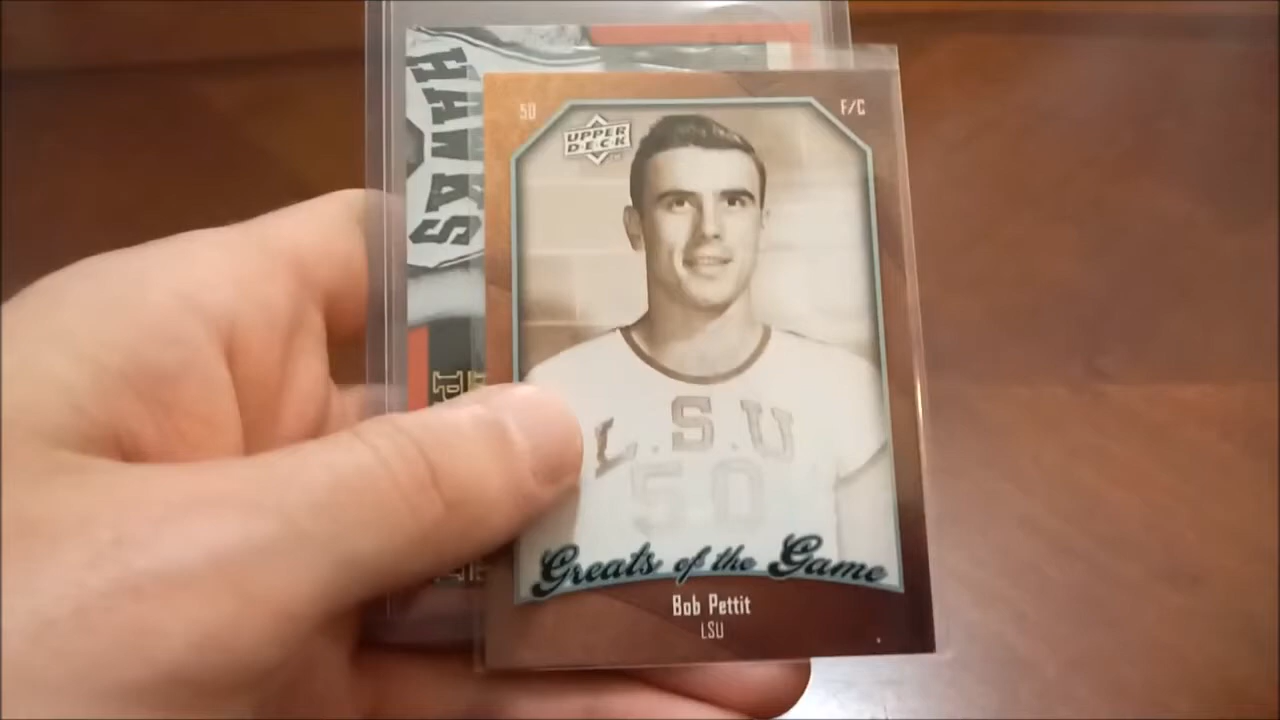 HAWKS
50
F/C
UPPER
DECK
L.S.U
50
Greats of the Game
Bob Pettit
LSU